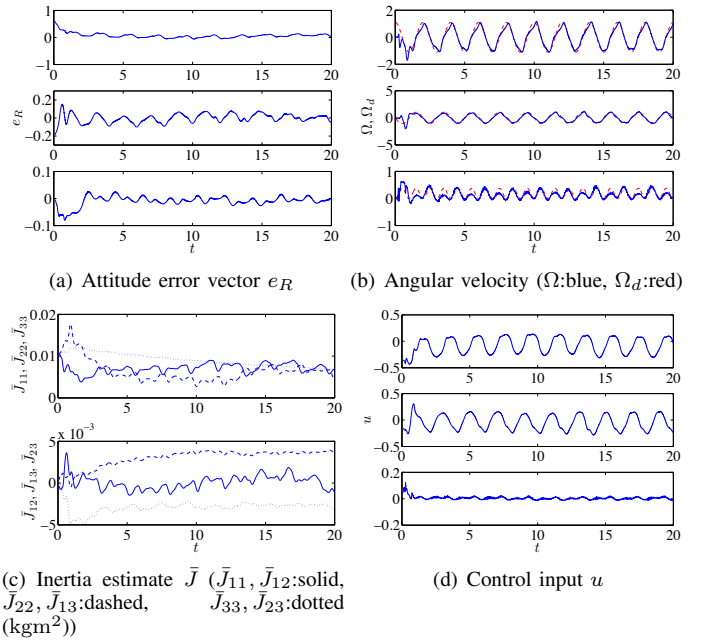 1
0
−1
0 5 10 15 20
0.2
0
−0.2
0 5 10 15 20
e_R
0.1
0
−0.1
0 5 10 15 20
t
(a) Attitude error vector e_R
2
0
−2
0 5 10 15 20
5
0
−5
0 5 10 15 20
Ω, Ω_d
1
0
−1
0 5 10 15 20
t
(b) Angular velocity (Ω:blue, Ω_d:red)
0.02
0.01
0
0 5 10 15 20
J̄_11, J̄_22, J̄_33
x 10^−3
5
0
−5
0 5 10 15 20
J̄_12, J̄_13, J̄_23
t
(c) Inertia estimate J̄ (J̄_11, J̄_12:solid,
J̄_22, J̄_13:dashed, J̄_33, J̄_23:dotted
(kgm²))
0.5
0
−0.5
0 5 10 15 20
0.5
0
−0.5
0 5 10 15 20
u
0.2
0
−0.2
0 5 10 15 20
t
(d) Control input u